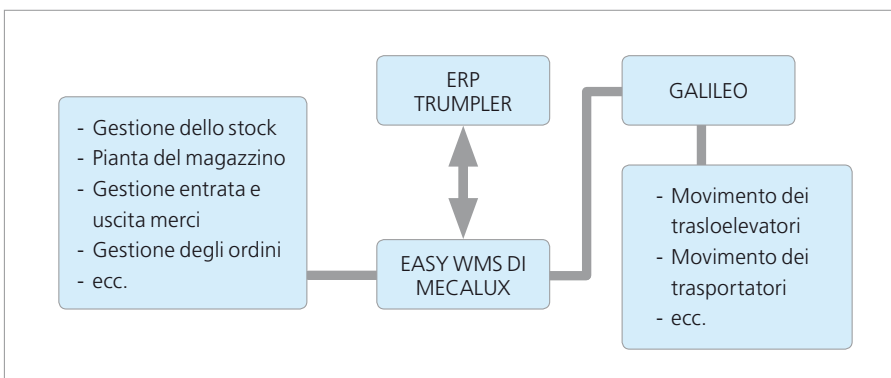 ERP
TRUMPLER
GALILEO
- Gestione dello stock
- Pianta del magazzino
- Gestione entrata e
uscita merci
- Gestione degli ordini
- ecc.
EASY WMS DI
MECALUX
- Movimento dei
trasloelevatori
- Movimento dei
trasportatori
- ecc.